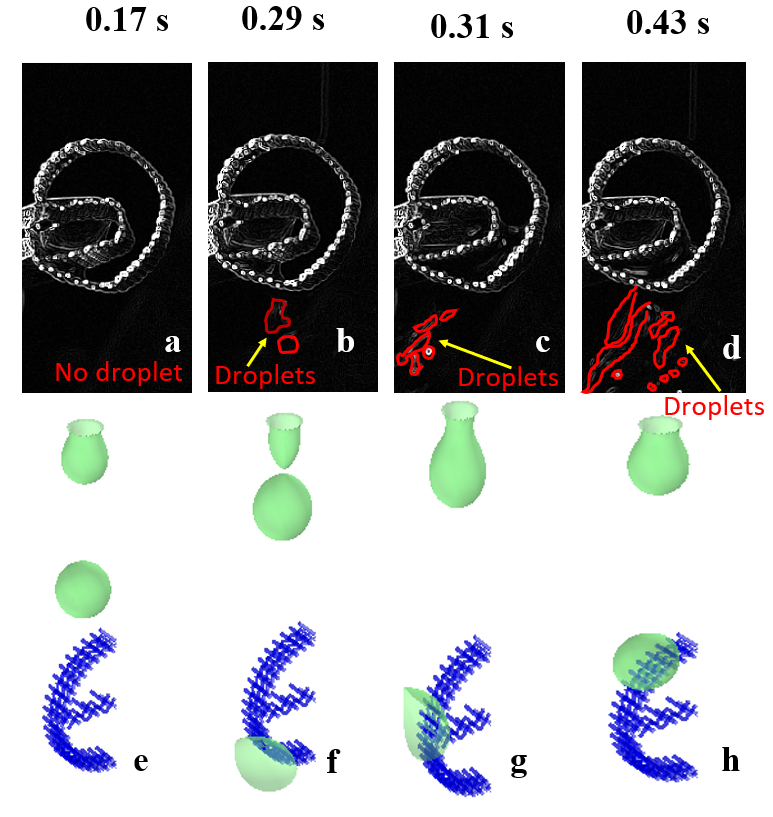 0.17 s 0.29 s 0.31 s 0.43 s
a b c d
No droplet Droplets Droplets
Droplets
e f g h